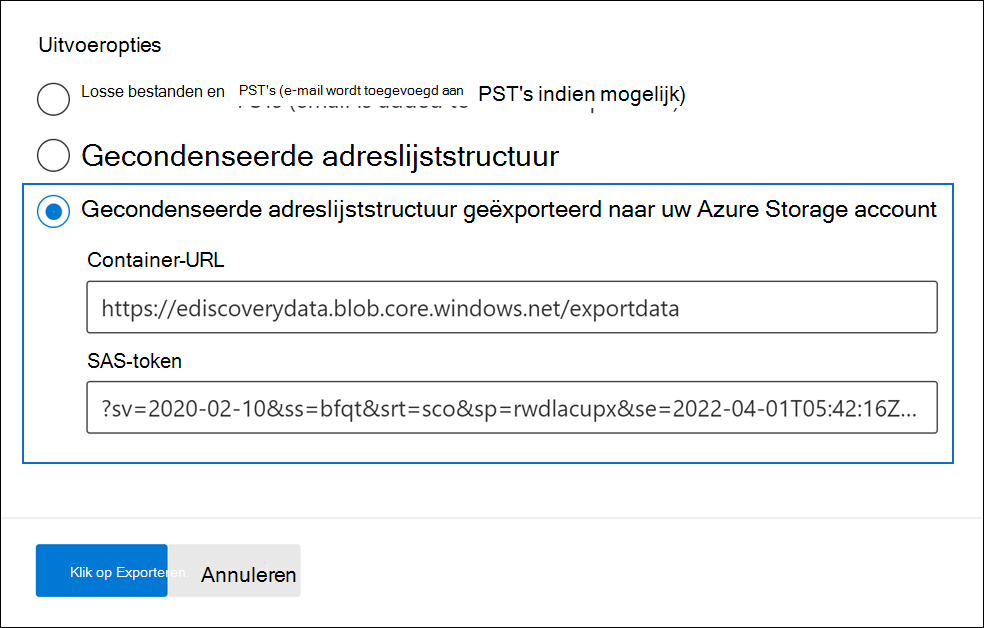 Uitvoeropties
Losse bestanden en PST's (e-mail wordt toegevoegd aan PST's indien mogelijk)
Gecondenseerde adreslijststructuur
Gecondenseerde adreslijststructuur geëxporteerd naar uw Azure Storage account
Container-URL
https://ediscoverydata.blob.core.windows.net/exportdata
SAS-token
?sv=2020-02-10&ss=bfqt&srt=sco&sp=rwdlacupx&se=2022-04-01T05:42:16Z...
Klik op Exporteren. Annuleren